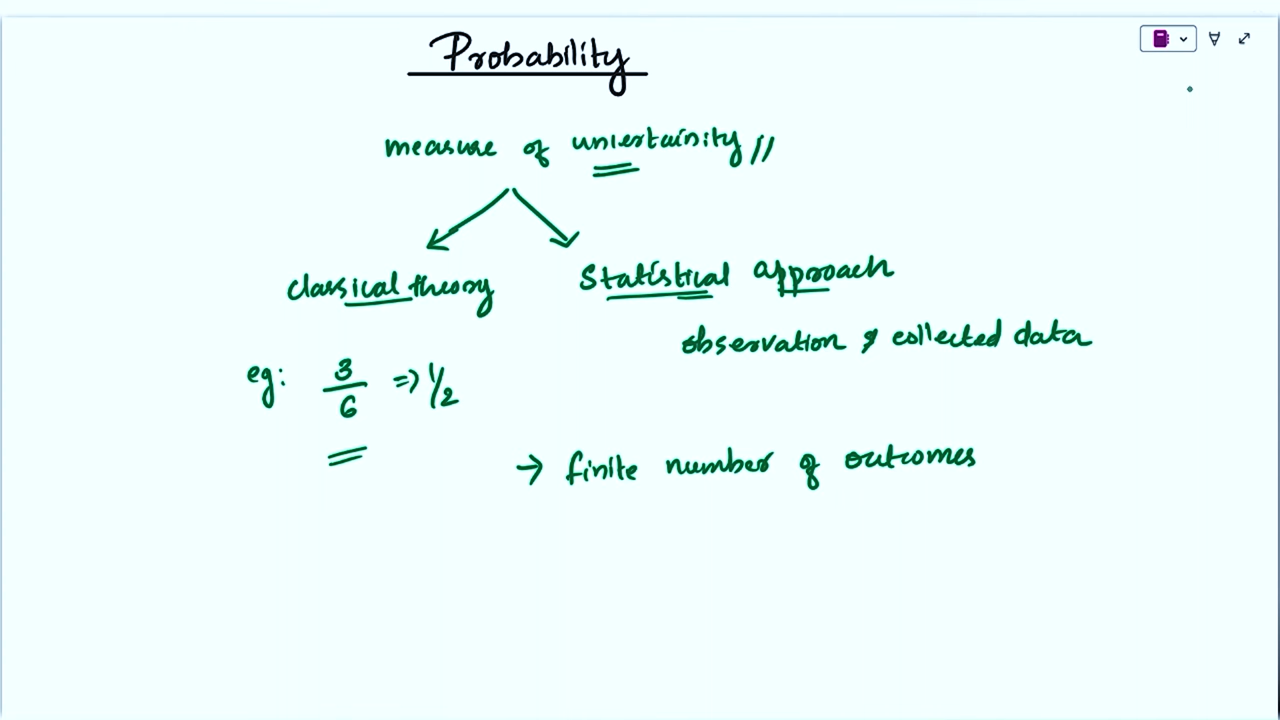 Probability
measure of uncertainity //
classical theory
Statistical approach
observation & collected data
eg: 3/6 => 1/2
→ finite number of outcomes